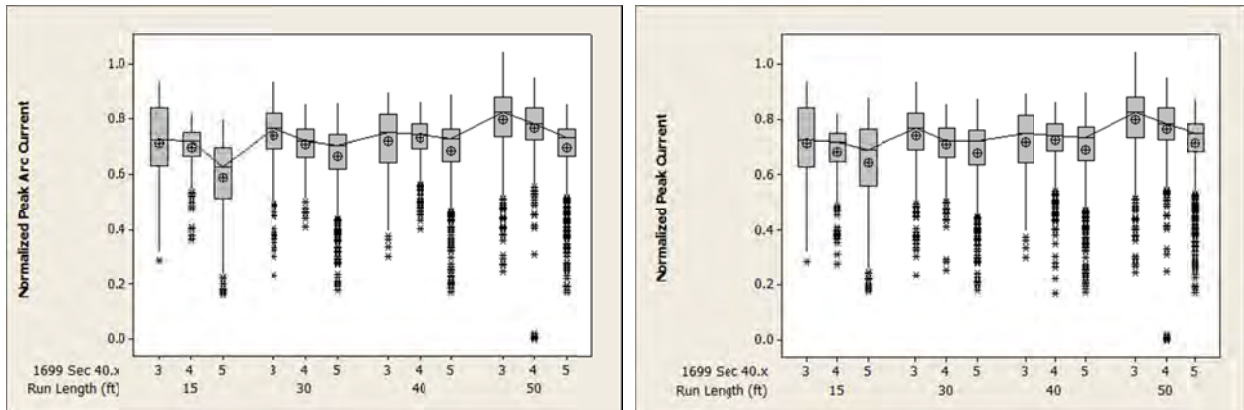 Normalized Peak Arc Current
1.0
0.8
0.6
0.4
0.2
0.0
1699 Sec 40.x 3 4 5 3 4 5 3 4 5 3 4 5
Run Length (ft) 15 30 40 50
Normalized Peak Current
1.0
0.8
0.6
0.4
0.2
0.0
1699 Sec 40.x 3 4 5 3 4 5 3 4 5 3 4 5
Run Length (ft) 15 30 40 50